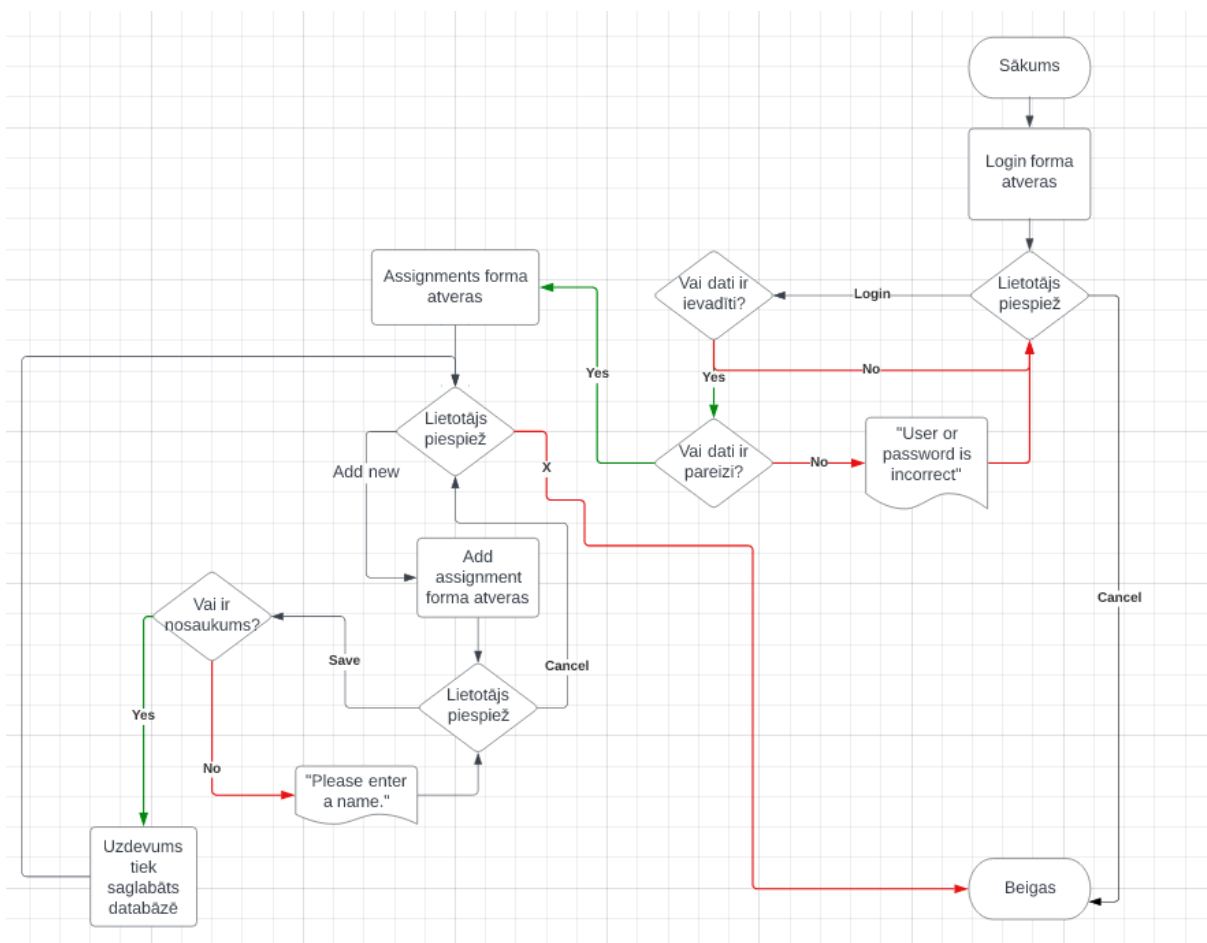 Sākums
Login forma
atveras
Lietotājs
piespiež
Login
Vai dati ir
ievadīti?
No
Yes
Vai dati ir
pareizi?
No
"User or
password is
incorrect"
Cancel
Yes
Assignments forma
atveras
Lietotājs
piespiež
X
Add new
Add
assignment
forma atveras
Lietotājs
piespiež
Cancel
Save
Vai ir
nosaukums?
Yes
No
"Please enter
a name."
Uzdevums
tiek
saglabāts
databāzē
Beigas